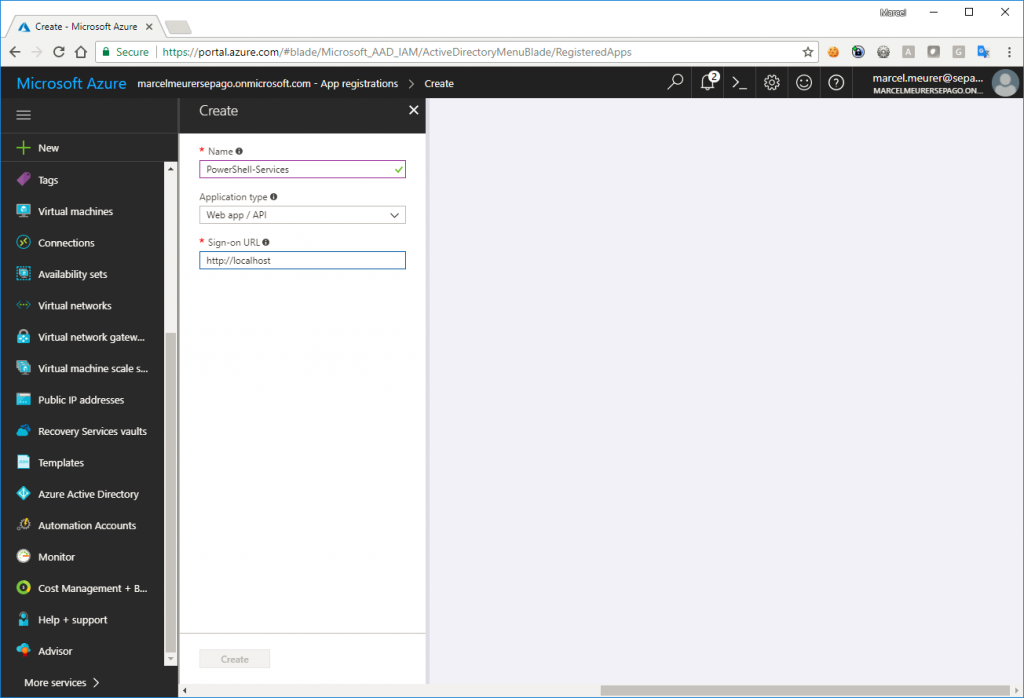 Marcel
Create - Microsoft Azure
Secure https://portal.azure.com/#blade/Microsoft_AAD_IAM/ActiveDirectoryMenuBlade/RegisteredApps
A
G
Microsoft Azure marcelmeurersepago.onmicrosoft.com - App registrations > Create
2
marcel.meurer@sepa...
MARCELMEURERSEPAGO.ON...
New
Tags
Virtual machines
Connections
Availability sets
Virtual networks
Virtual network gatew...
Virtual machine scale s...
Public IP addresses
Recovery Services vaults
Templates
Azure Active Directory
Automation Accounts
Monitor
Cost Management + B...
Help + support
Advisor
More services >
Create
* Name
PowerShell-Services
Application type
Web app / API
* Sign-on URL
http://localhost
Create